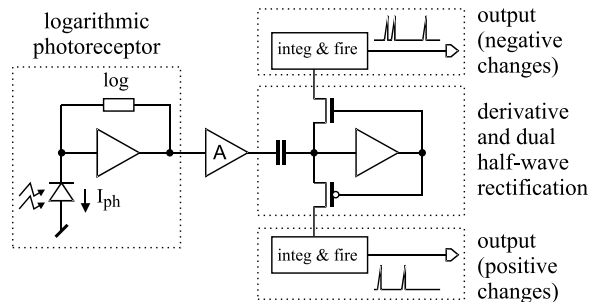 logarithmic
photoreceptor
log
I_ph
A
integ & fire
output
(negative
changes)
derivative
and dual
half-wave
rectification
integ & fire
output
(positive
changes)